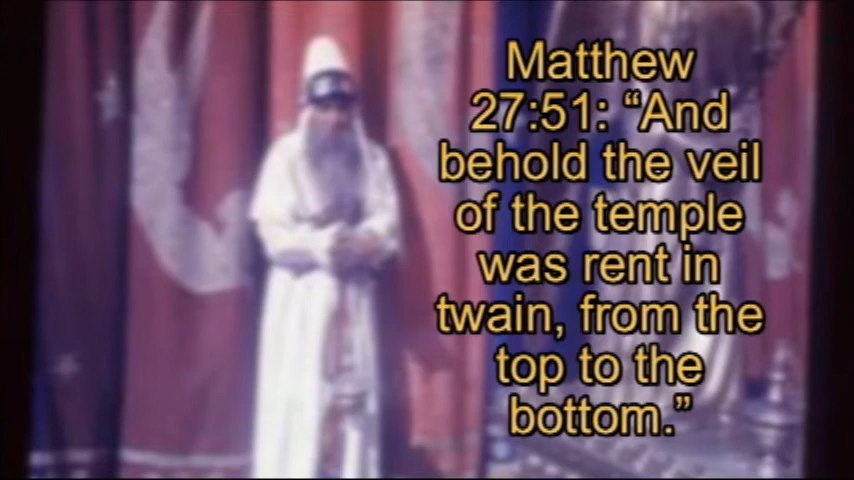 Matthew
27:51: “And
behold the veil
of the temple
was rent in
twain, from the
top to the
bottom.”